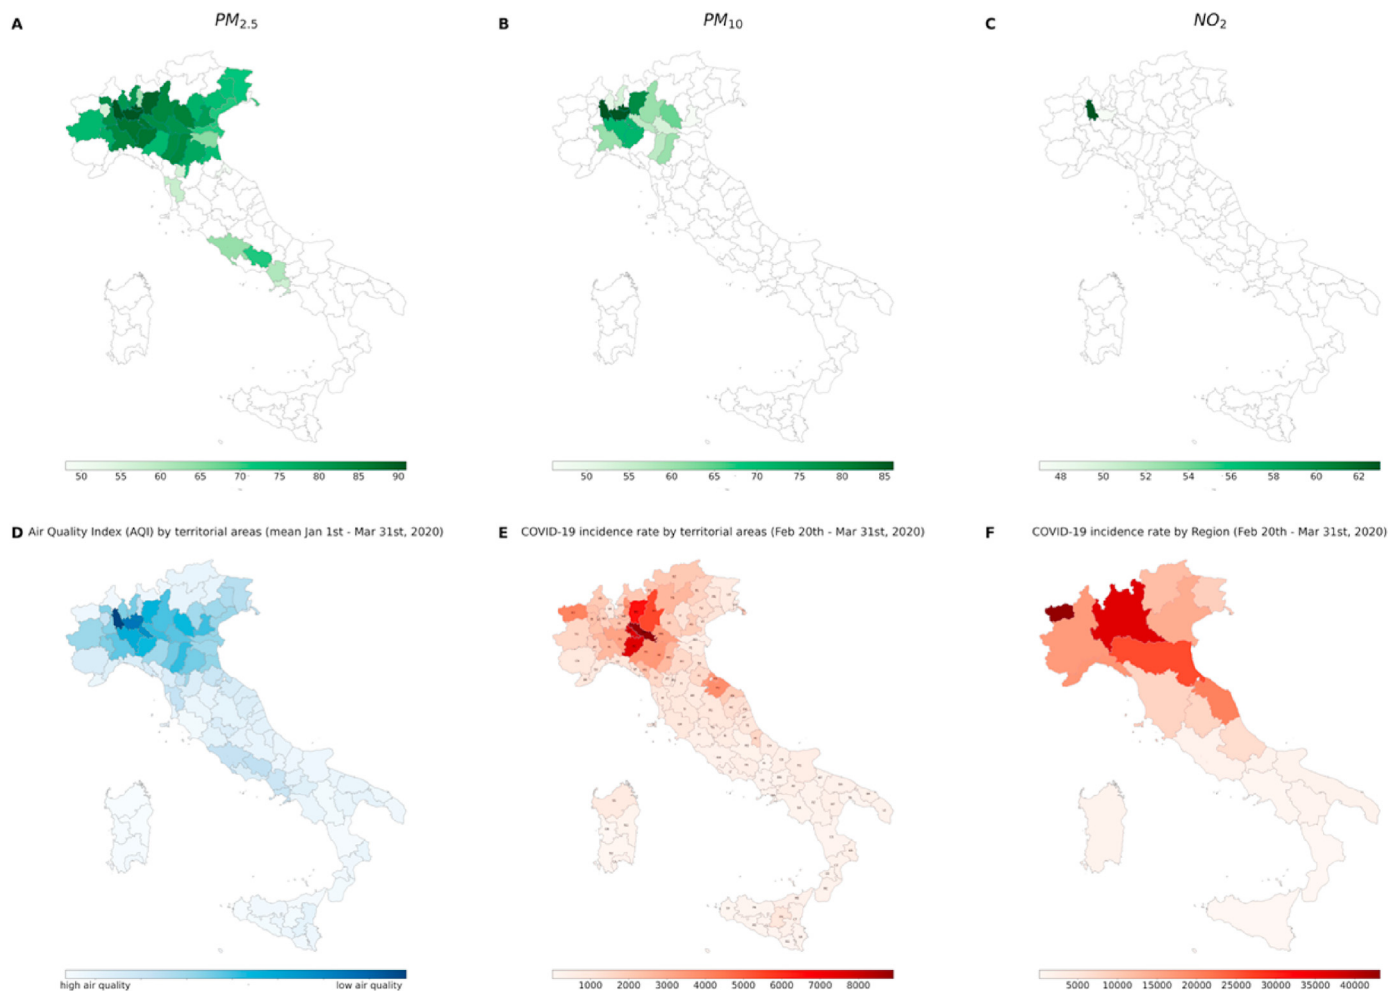 A PM2.5
B PM10
C NO2
50 55 60 65 70 75 80 85 90
50 55 60 65 70 75 80 85
48 50 52 54 56 58 60 62
D Air Quality Index (AQI) by territorial areas (mean Jan 1st - Mar 31st, 2020)
E COVID-19 incidence rate by territorial areas (Feb 20th - Mar 31st, 2020)
F COVID-19 incidence rate by Region (Feb 20th - Mar 31st, 2020)
high air quality low air quality
1000 2000 3000 4000 5000 6000 7000 8000
5000 10000 15000 20000 25000 30000 35000 40000